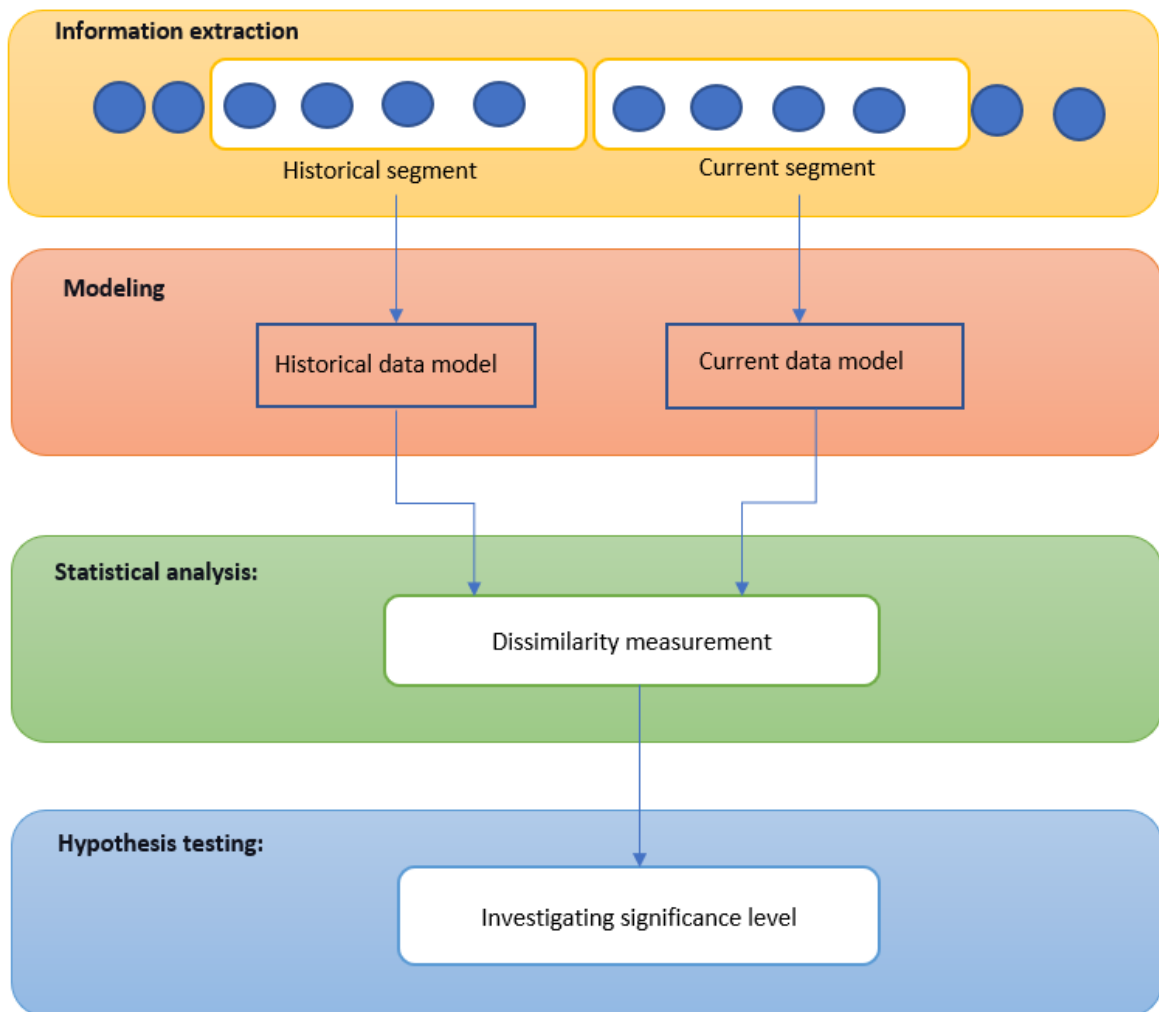 Information extraction
Historical segment
Current segment
Modeling
Historical data model
Current data model
Statistical analysis:
Dissimilarity measurement
Hypothesis testing:
Investigating significance level